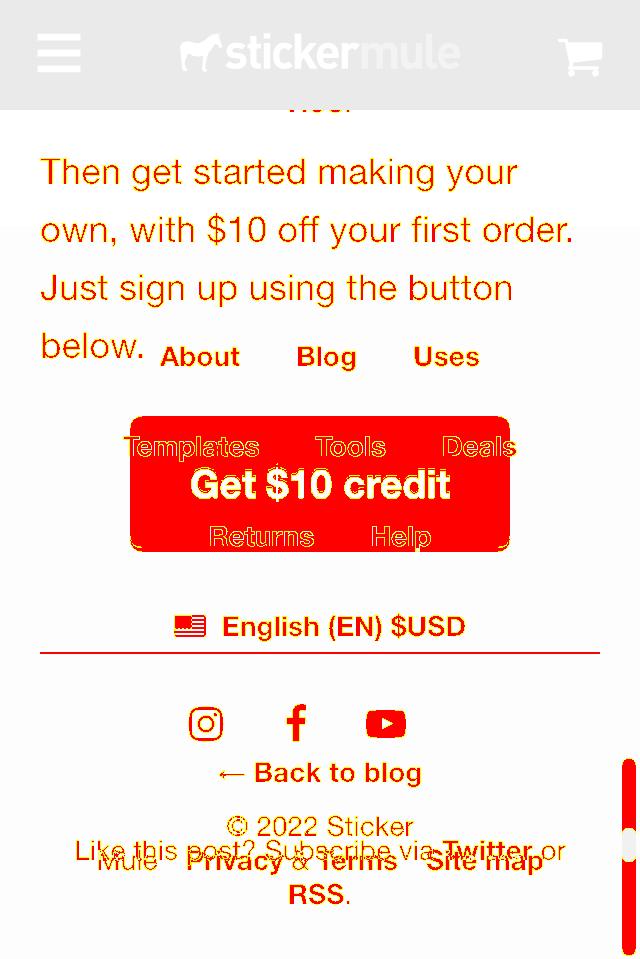 stickermule
Then get started making your
own, with $10 off your first order.
Just sign up using the button
below.
About Blog Uses
Templates Tools Deals
Get $10 credit
Returns Help
English (EN) $USD
← Back to blog
© 2022 Sticker
Like this post? Subscribe via Twitter or
Mule Privacy & Terms Site map
RSS.